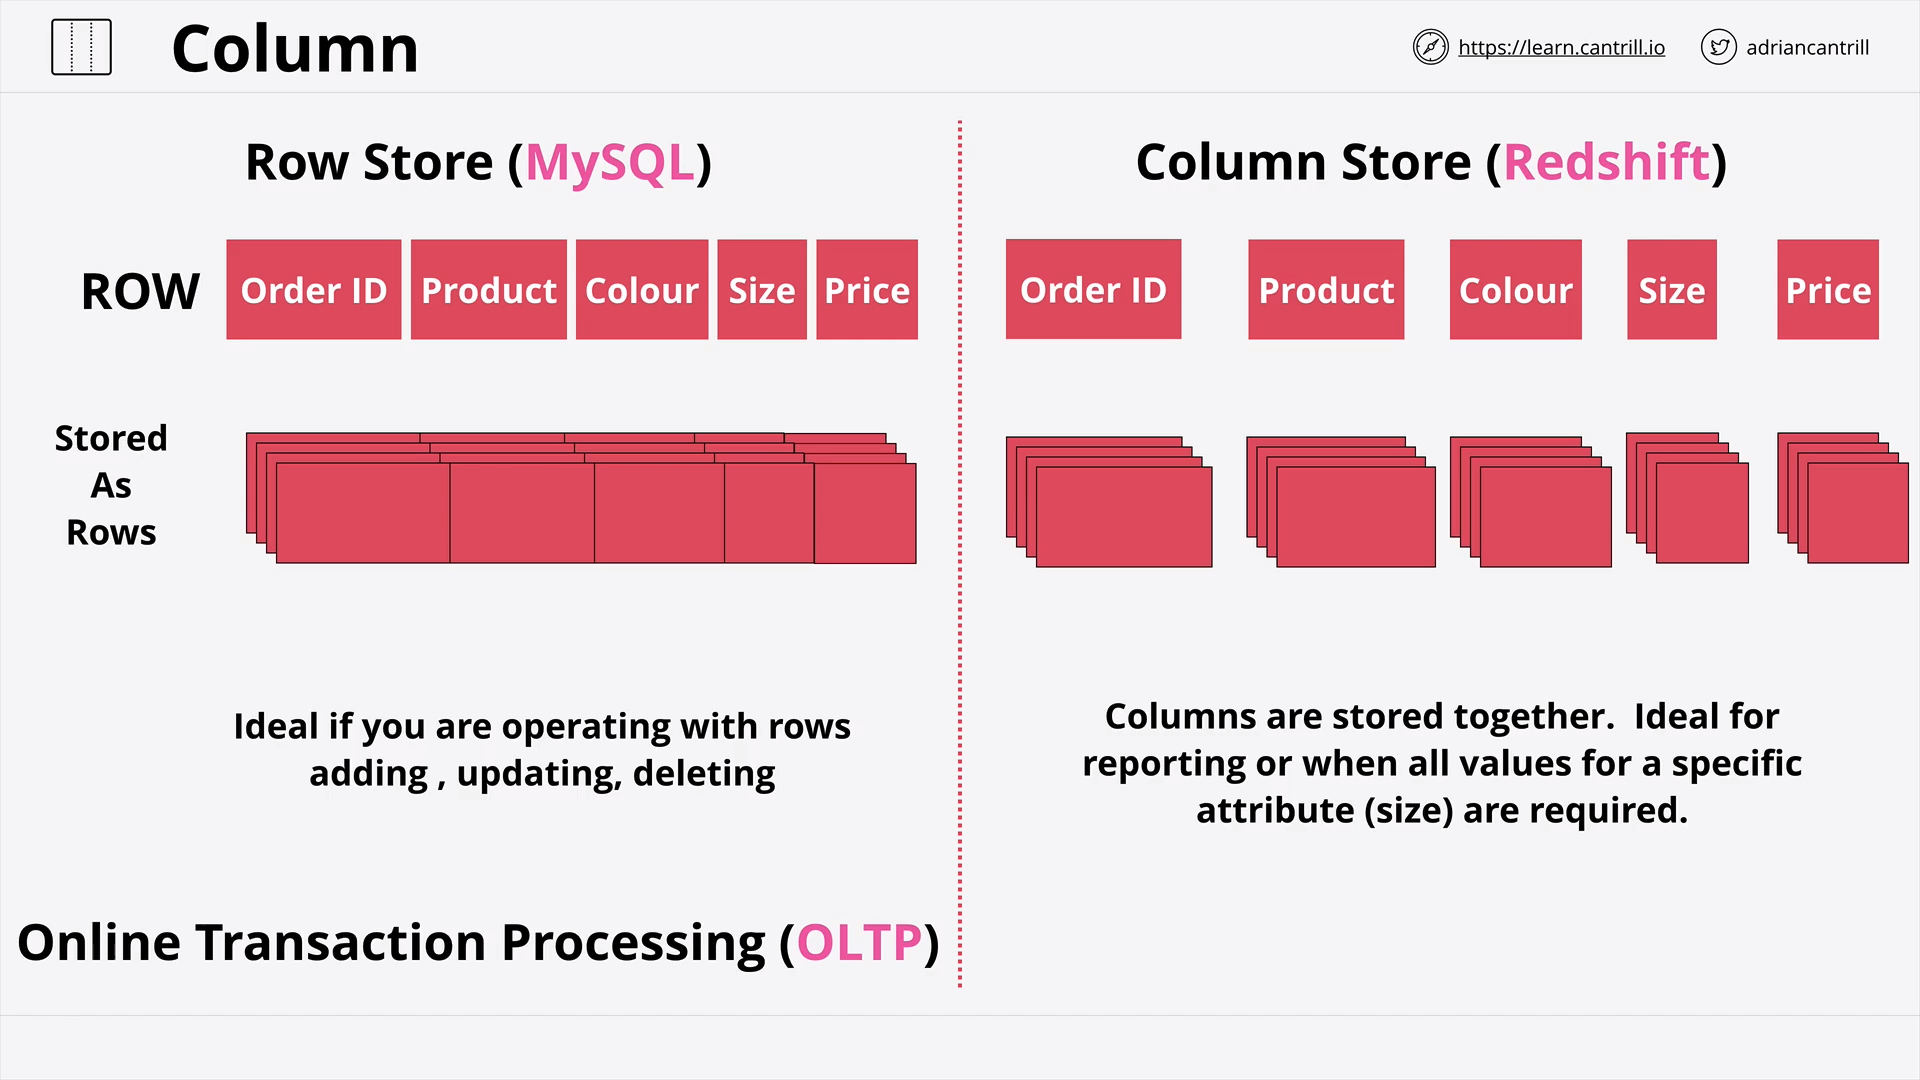 Column
https://learn.cantrill.io
adriancantrill
Row Store (MySQL)
ROW
Order ID
Product
Colour
Size
Price
Stored
As
Rows
Ideal if you are operating with rows
adding , updating, deleting
Online Transaction Processing (OLTP)
Column Store (Redshift)
Order ID
Product
Colour
Size
Price
Columns are stored together.  Ideal for
reporting or when all values for a specific
attribute (size) are required.